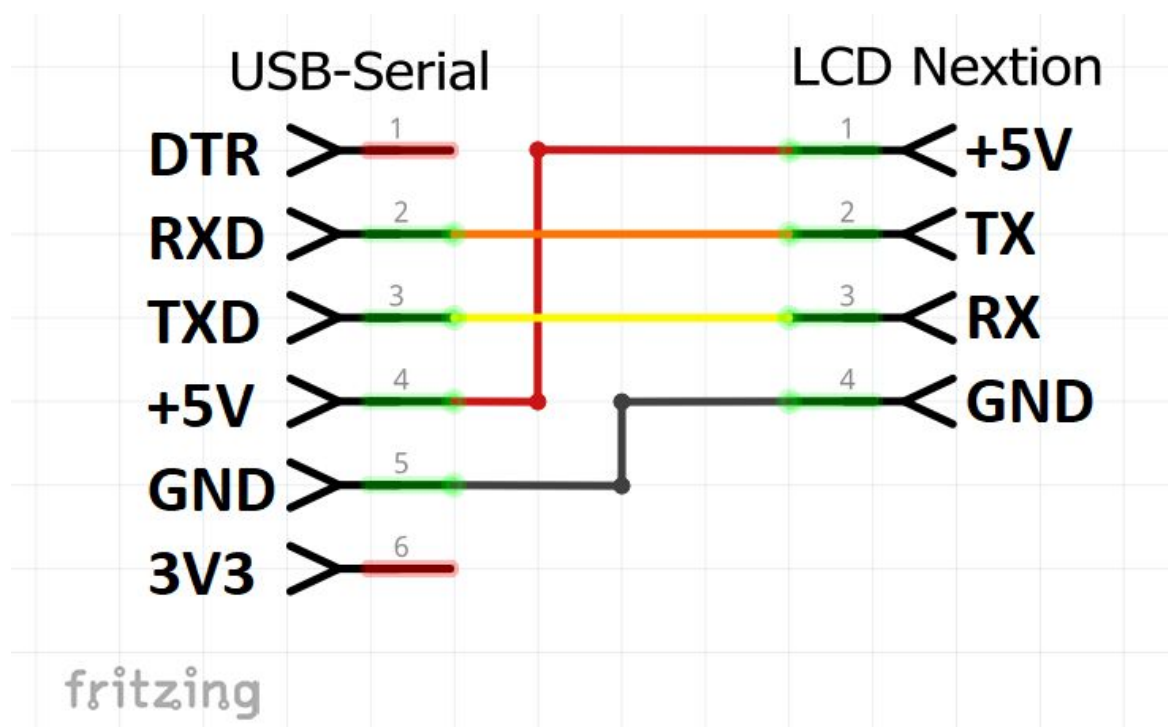 USB-Serial
LCD Nextion
DTR 1
1 +5V
RXD 2
2 TX
TXD 3
3 RX
+5V 4
4 GND
GND 5
3V3 6
fritzing